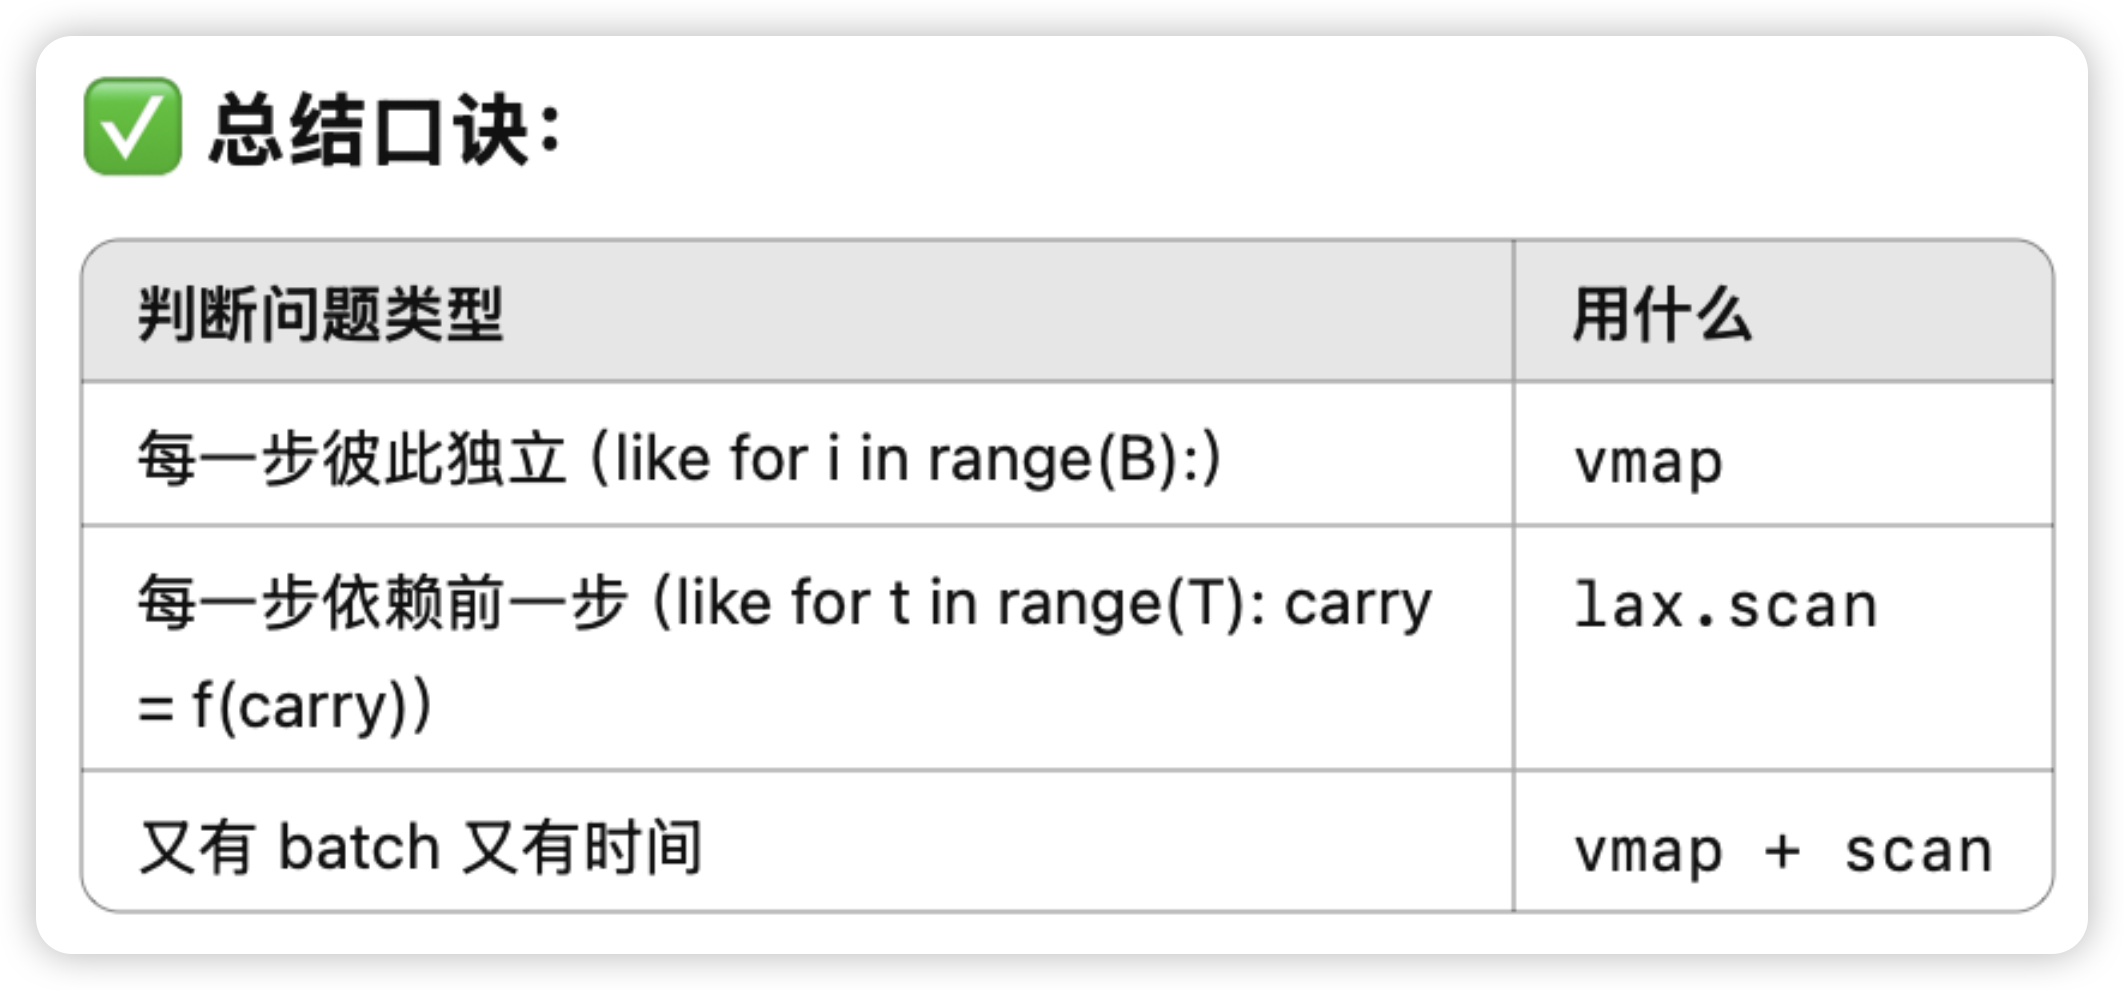 ✅ 总结口诀：
判断问题类型 用什么
每一步彼此独立（like for i in range(B):） vmap
每一步依赖前一步（like for t in range(T): carry lax.scan
= f(carry)）
又有 batch 又有时间 vmap + scan